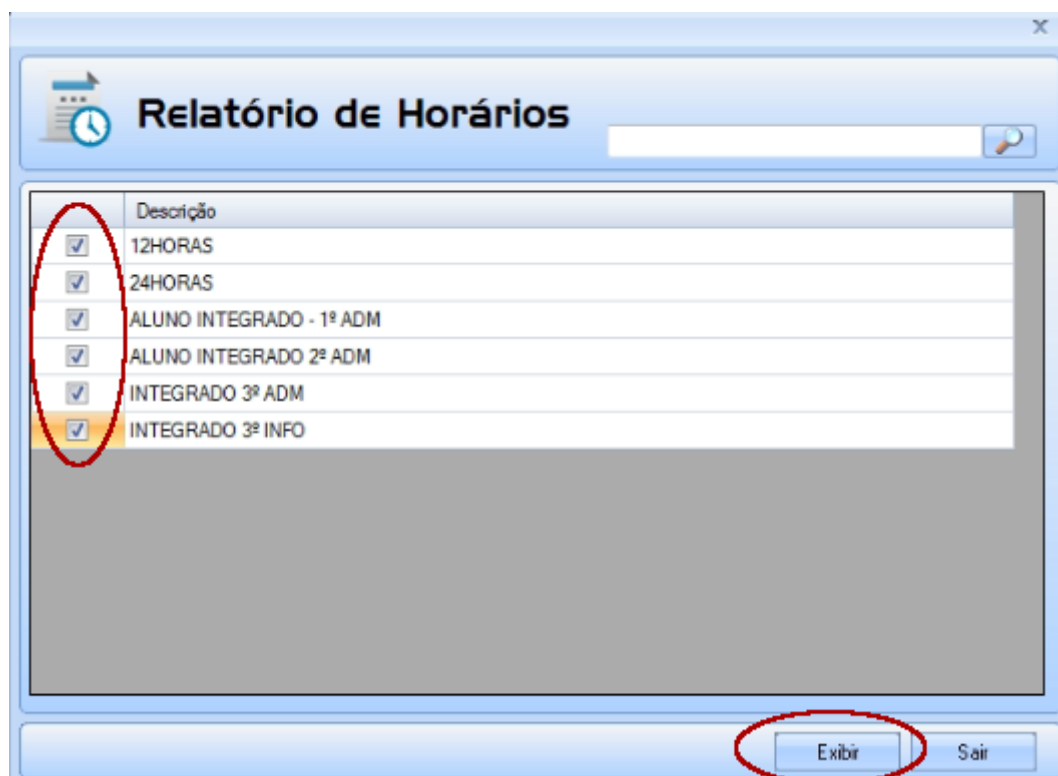 Relatório de Horários
Descrição
12HORAS
24HORAS
ALUNO INTEGRADO - 1º ADM
ALUNO INTEGRADO 2º ADM
INTEGRADO 3º ADM
INTEGRADO 3º INFO
Exibir Sair